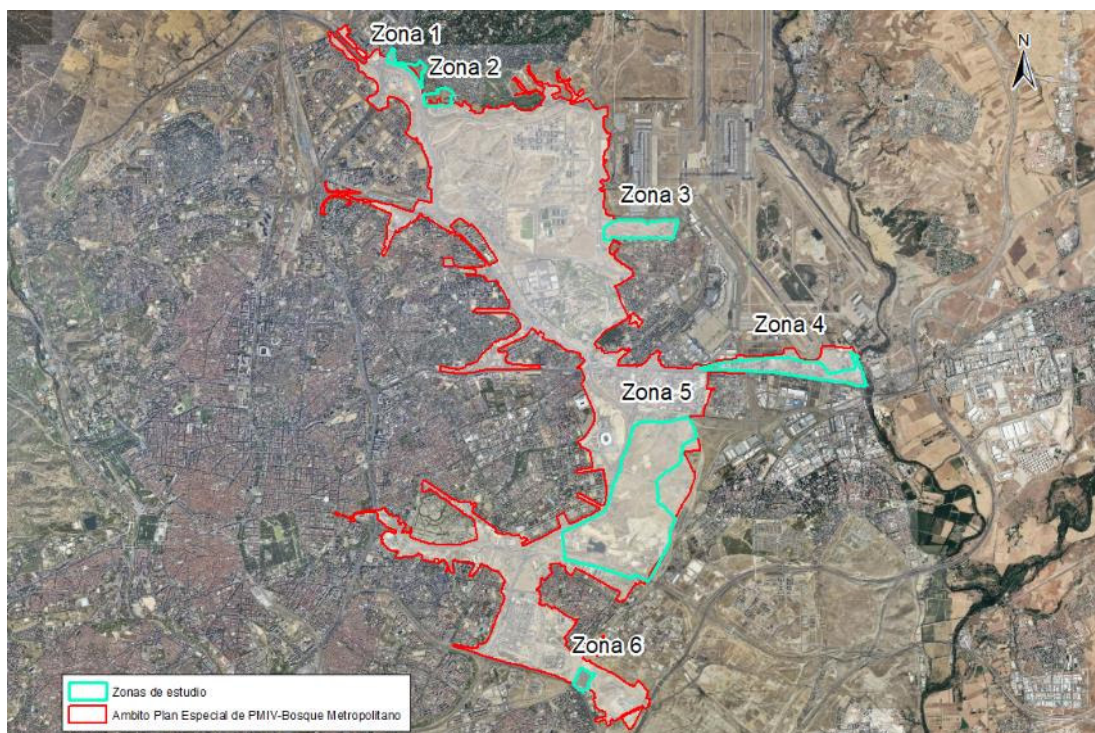 Zona 1
N
Zona 2
Zona 3
Zona 4
Zona 5
Zona 6
Zonas de estudio
Ambito Plan Especial de PMIV-Bosque Metropolitano